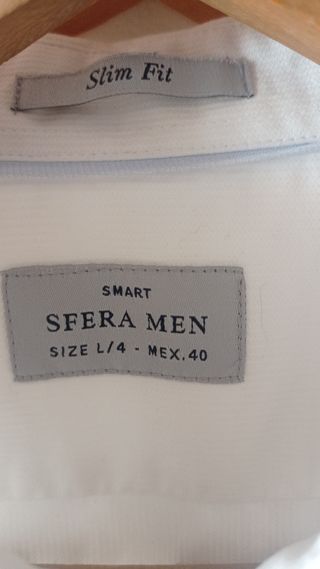 Slim Fit
SMART
SFERA MEN
SIZE L/4 - MEX. 40